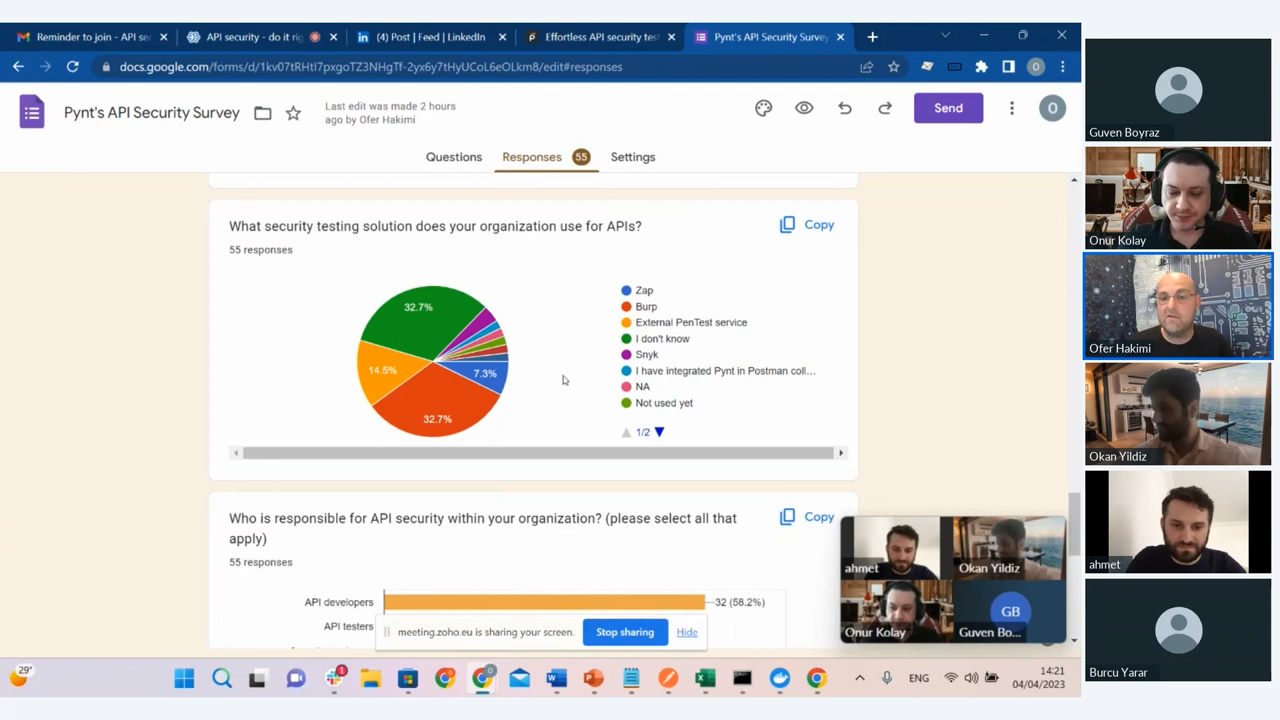 Reminder to join - API sec
API security - do it rig
(4) Post | Feed | LinkedIn
Effortless API security test
Pynt's API Security Survey
docs.google.com/forms/d/1kv07tRHtI7pxgoTZ3NHgTf-2yx6y7tHyUCoL6eOLkm8/edit#responses
O
Pynt's API Security Survey
Last edit was made 2 hours
ago by Ofer Hakimi
Send
O
Questions
Responses 55
Settings
What security testing solution does your organization use for APIs?
Copy
55 responses
32.7%
14.5%
7.3%
32.7%
Zap
Burp
External PenTest service
I don't know
Snyk
I have integrated Pynt in Postman coll...
NA
Not used yet
1/2
Who is responsible for API security within your organization? (please select all that
apply)
Copy
55 responses
API developers
32 (58.2%)
API testers
meeting.zoho.eu is sharing your screen.
Stop sharing
Hide
ahmet
Okan Yildiz
Onur Kolay
GB
Guven Bo...
29°
ENG
14:21
04/04/2023
Guven Boyraz
Onur Kolay
Ofer Hakimi
Okan Yildiz
ahmet
Burcu Yarar